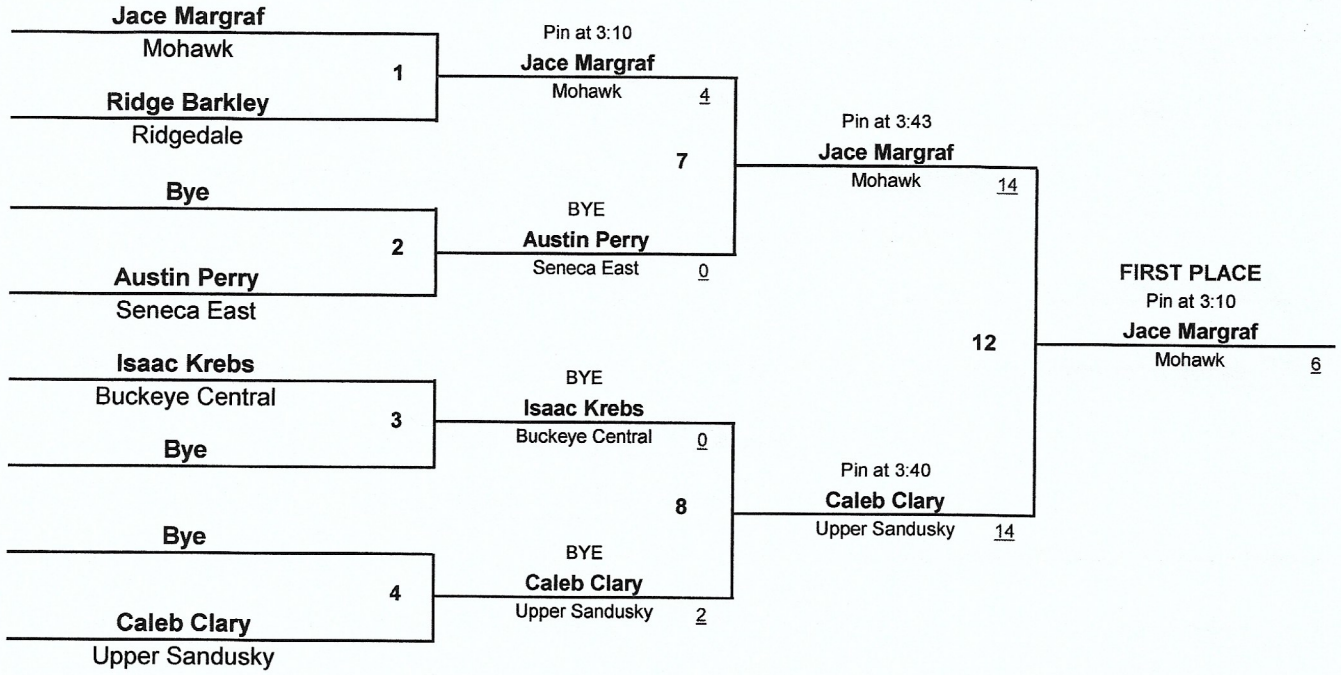 Jace Margraf
Mohawk
1
Ridge Barkley
Ridgedale
Bye
2
Austin Perry
Seneca East
Isaac Krebs
Buckeye Central
3
Bye
Bye
4
Caleb Clary
Upper Sandusky
Pin at 3:10
Jace Margraf
Mohawk 4
7
BYE
Austin Perry
Seneca East 0
BYE
Isaac Krebs
Buckeye Central 0
8
BYE
Caleb Clary
Upper Sandusky 2
Pin at 3:43
Jace Margraf
Mohawk 14
12
Pin at 3:40
Caleb Clary
Upper Sandusky 14
FIRST PLACE
Pin at 3:10
Jace Margraf
Mohawk 6